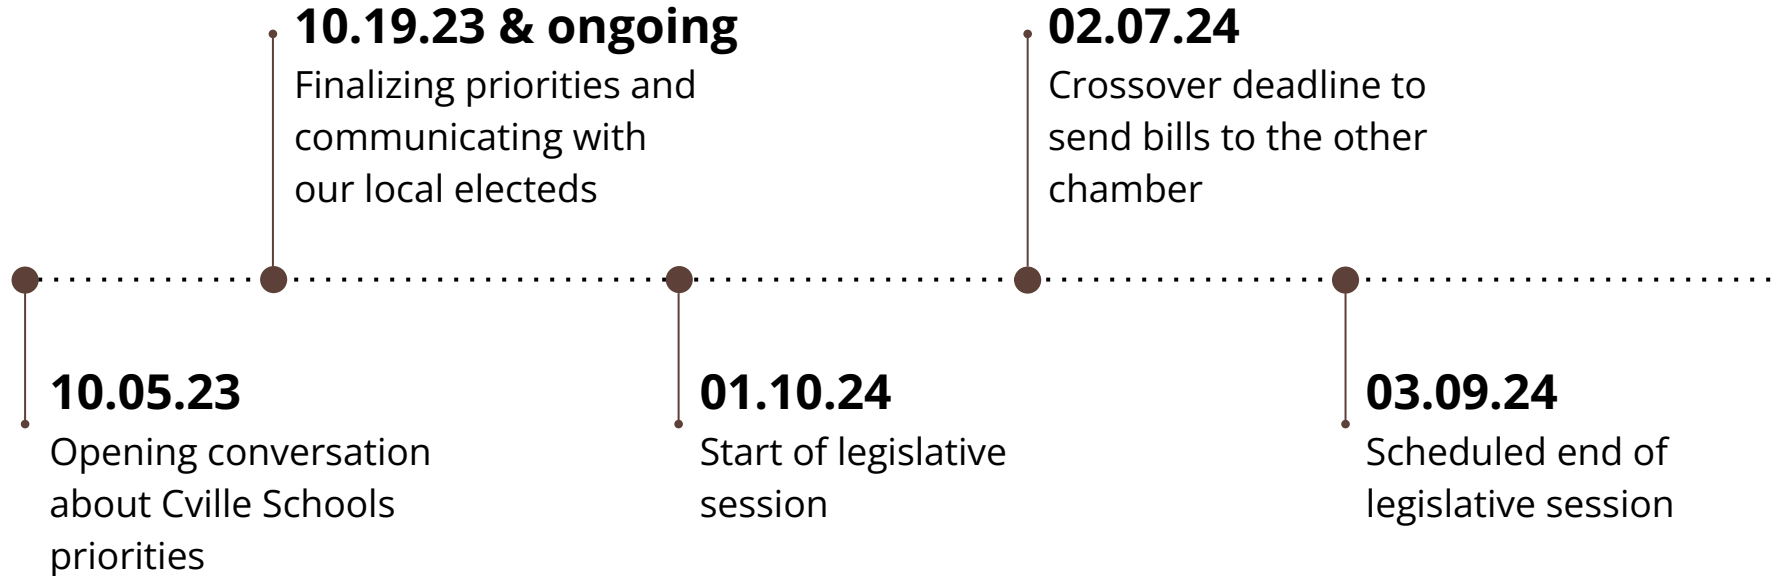 10.19.23 & ongoing
Finalizing priorities and
communicating with
our local electeds
02.07.24
Crossover deadline to
send bills to the other
chamber
10.05.23
Opening conversation
about Cville Schools
priorities
01.10.24
Start of legislative
session
03.09.24
Scheduled end of
legislative session